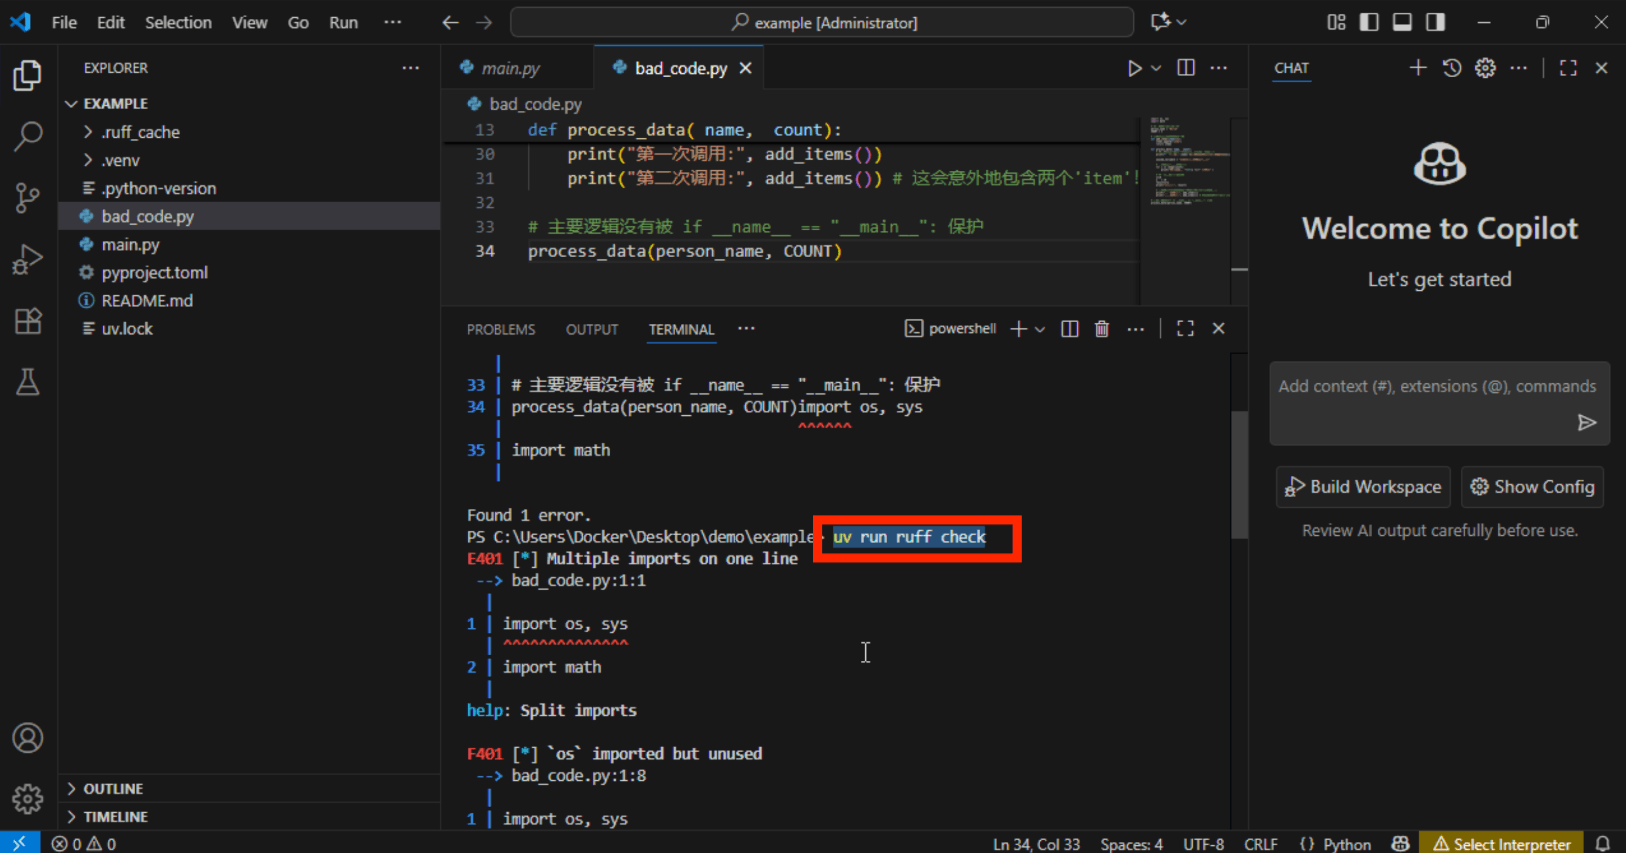 File Edit Selection View Go Run ···
example [Administrator]
EXPLORER ···
EXAMPLE
.ruff_cache
.venv
.python-version
bad_code.py
main.py
pyproject.toml
README.md
uv.lock
OUTLINE
TIMELINE
main.py
bad_code.py
bad_code.py
13 def process_data( name, count):
30 print("第一次调用:", add_items())
31 print("第二次调用:", add_items()) # 这会意外地包含两个'item'!
32
33 # 主要逻辑没有被 if __name__ == "__main__": 保护
34 process_data(person_name, COUNT)
PROBLEMS OUTPUT TERMINAL ···
powershell
33 | # 主要逻辑没有被 if __name__ == "__main__": 保护
34 | process_data(person_name, COUNT)import os, sys
| ^^^^^^
35 | import math
|
Found 1 error.
PS C:\Users\Docker\Desktop\demo\example> uv run ruff check
E401 [*] Multiple imports on one line
--> bad_code.py:1:1
|
1 | import os, sys
| ^^^^^^^^^^^^^^
2 | import math
|
help: Split imports
F401 [*] `os` imported but unused
--> bad_code.py:1:8
|
1 | import os, sys
CHAT
Welcome to Copilot
Let's get started
Add context (#), extensions (@), commands
Build Workspace
Show Config
Review AI output carefully before use.
0 0
Ln 34, Col 33 Spaces: 4 UTF-8 CRLF {} Python Select Interpreter